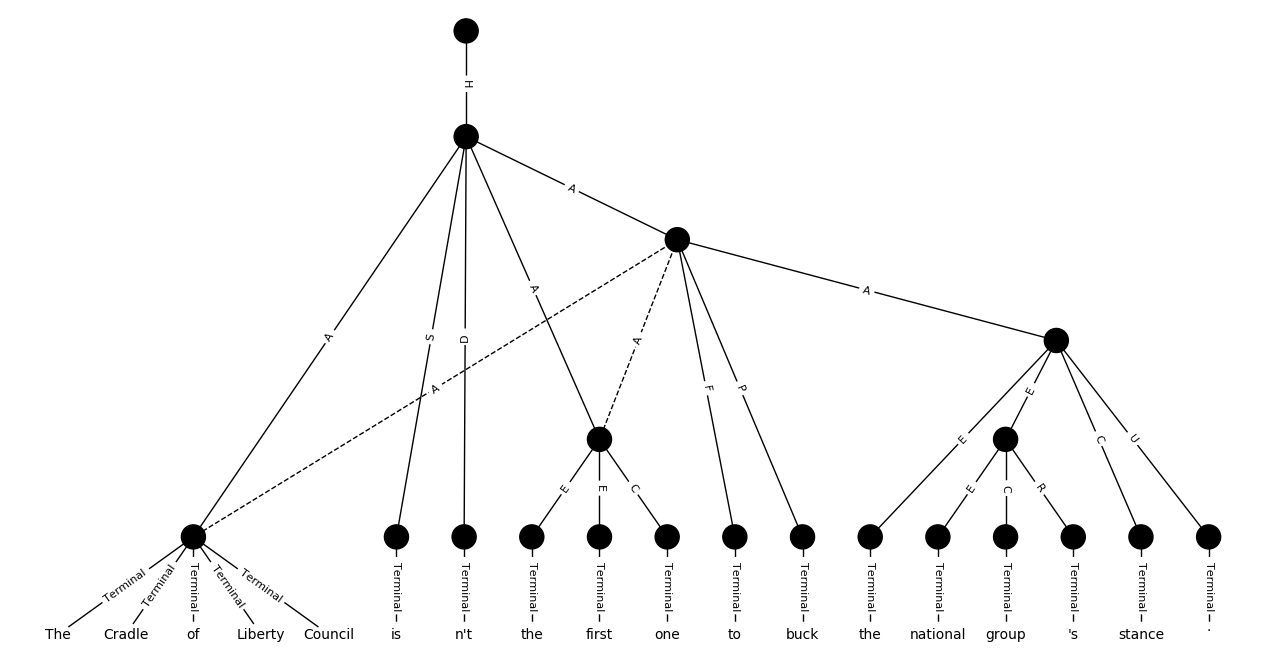 H
A
A
A
S
D
A
A
A
F
P
E
E
C
U
E
E
C
E
C
R
Terminal Terminal Terminal Terminal Terminal Terminal Terminal Terminal Terminal Terminal Terminal Terminal Terminal Terminal Terminal Terminal Terminal Terminal
The Cradle of Liberty Council is n't the first one to buck the national group 's stance .